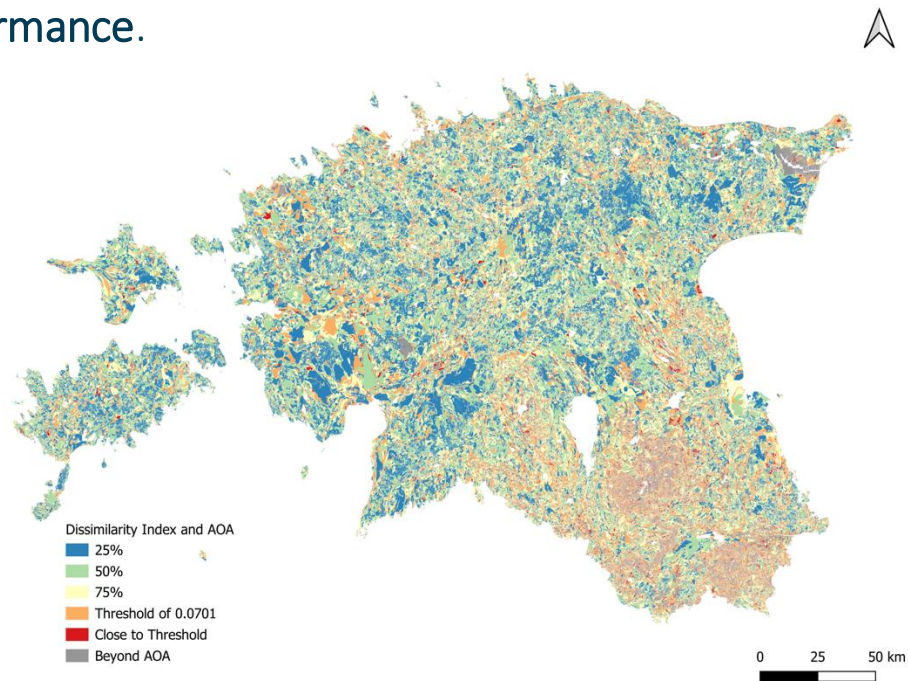 rmance.
Dissimilarity Index and AOA
25%
50%
75%
Threshold of 0.0701
Close to Threshold
Beyond AOA
0 25 50 km